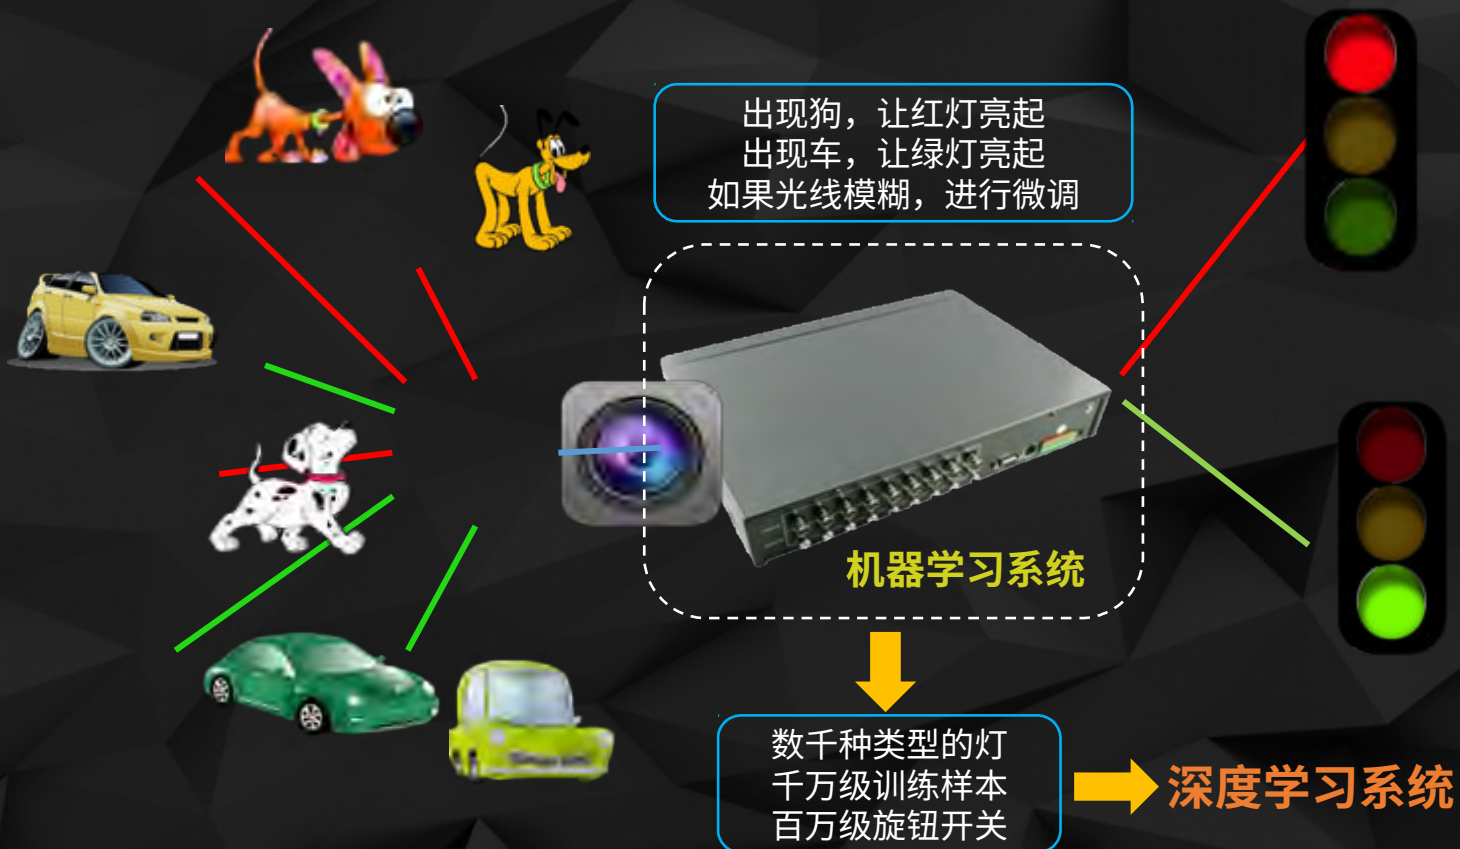 出现狗，让红灯亮起
出现车，让绿灯亮起
如果光线模糊，进行微调
机器学习系统
数千种类型的灯
千万级训练样本
百万级旋钮开关
深度学习系统